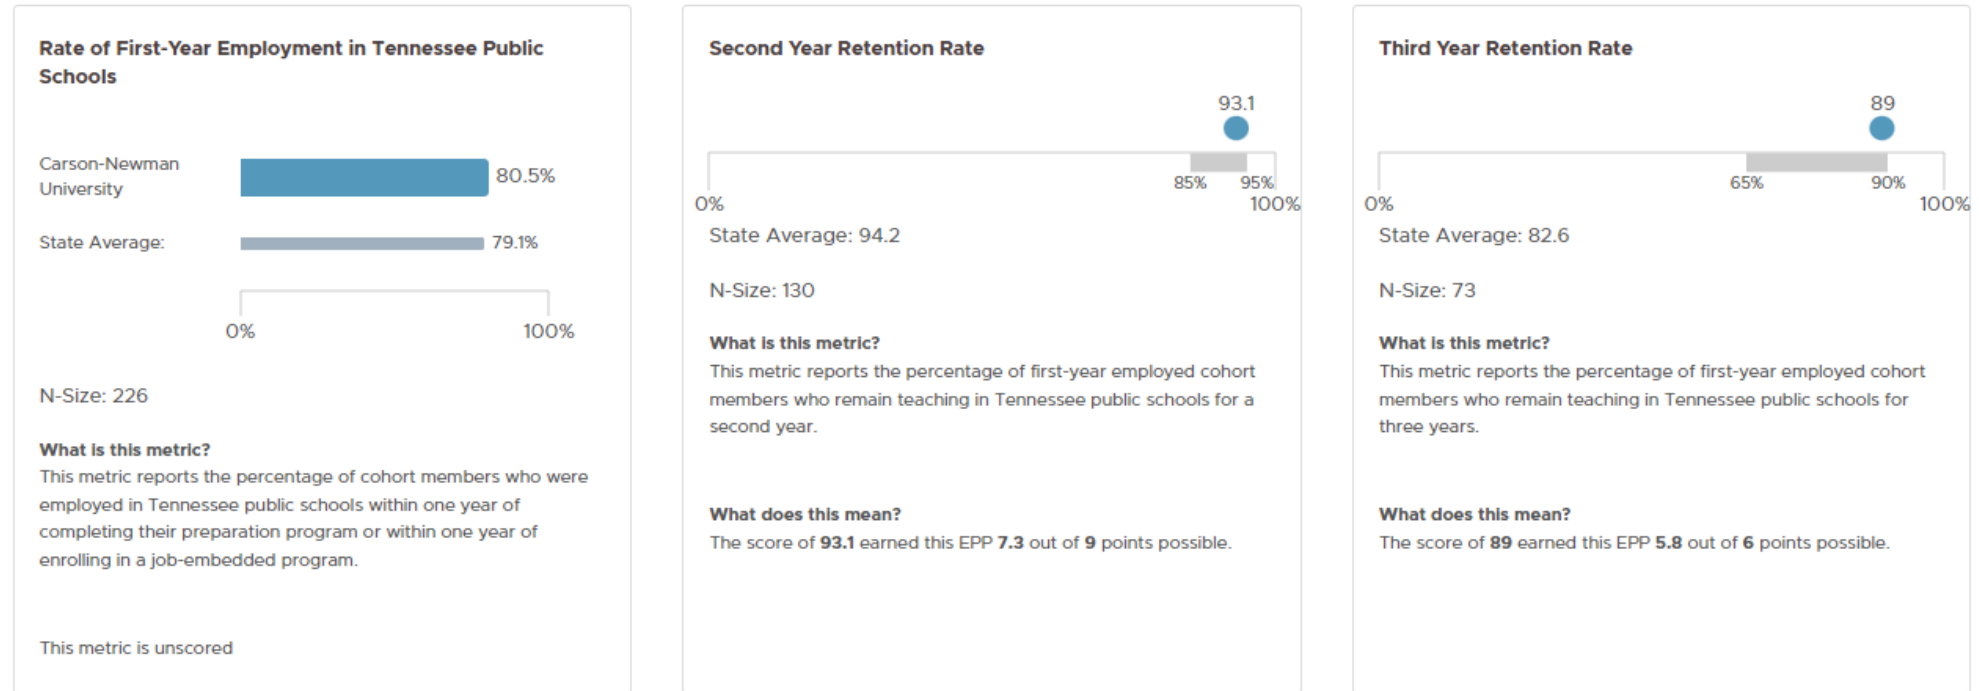 Rate of First-Year Employment in Tennessee Public
Schools
Carson-Newman
University
80.5%
State Average:
79.1%
0%
100%
N-Size: 226
What is this metric?
This metric reports the percentage of cohort members who were
employed in Tennessee public schools within one year of
completing their preparation program or within one year of
enrolling in a job-embedded program.
This metric is unscored
Second Year Retention Rate
93.1
85%
95%
0%
100%
State Average: 94.2
N-Size: 130
What is this metric?
This metric reports the percentage of first-year employed cohort
members who remain teaching in Tennessee public schools for a
second year.
What does this mean?
The score of 93.1 earned this EPP 7.3 out of 9 points possible.
Third Year Retention Rate
89
65%
90%
0%
100%
State Average: 82.6
N-Size: 73
What is this metric?
This metric reports the percentage of first-year employed cohort
members who remain teaching in Tennessee public schools for
three years.
What does this mean?
The score of 89 earned this EPP 5.8 out of 6 points possible.